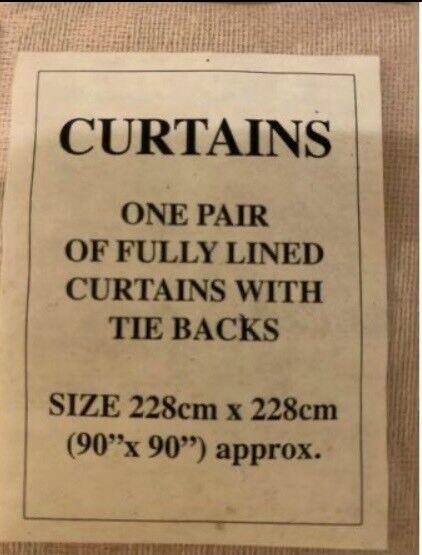 CURTAINS
ONE PAIR
OF FULLY LINED
CURTAINS WITH
TIE BACKS
SIZE 228cm x 228cm
(90”x 90”) approx.